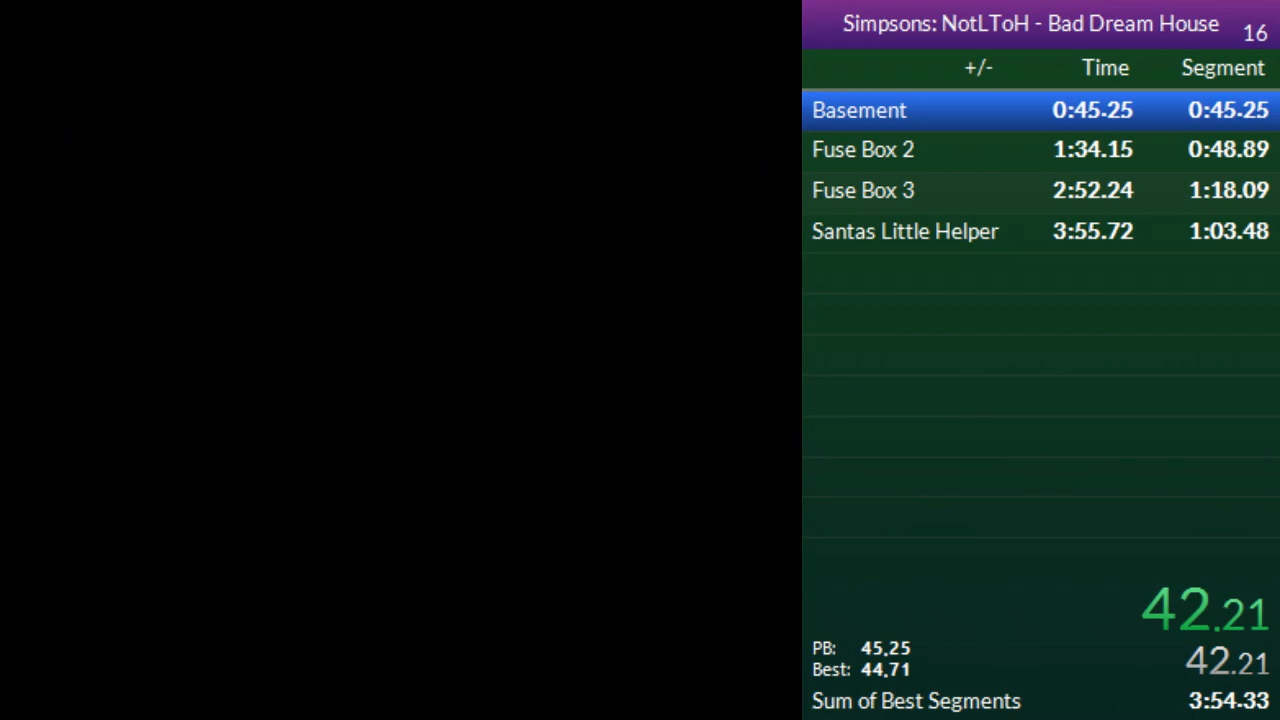 Simpsons: NotLToH - Bad Dream House 16
+/- Time Segment
Basement 0:45.25 0:45.25
Fuse Box 2 1:34.15 0:48.89
Fuse Box 3 2:52.24 1:18.09
Santas Little Helper 3:55.72 1:03.48
42.21
PB: 45.25
Best: 44.71
42.21
Sum of Best Segments 3:54.33